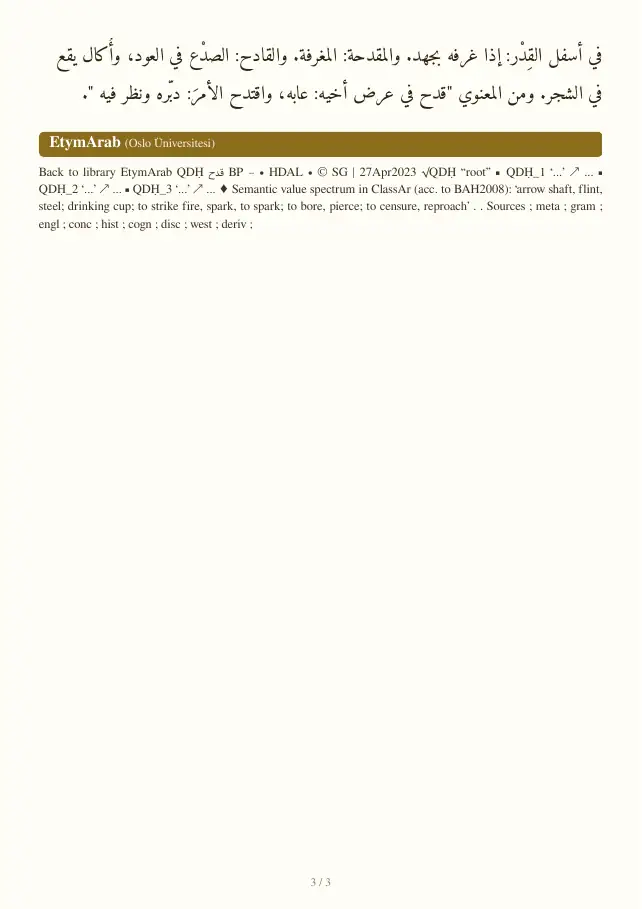 في أسفل القِدْر: إذا غرفه بجهد. والمقدحة: المغرفة. والقادح: الصدْع في العود، وأُكال يقع
في الشجر. ومن المعنوي "قدح في عرض أخيه: عابه، واقتدح الأمرَ: دبّره ونظر فيه ".
EtymArab (Oslo Üniversitesi)
Back to library EtymArab QDḤ قدح BP – • HDAL • © SG | 27Apr2023 √QDḤ “root” ▪ QDḤ_1 ‘...’ ↗ ... ▪
QDḤ_2 ‘...’ ↗ ... ▪ QDḤ_3 ‘...’ ↗ ... ♦ Semantic value spectrum in ClassAr (acc. to BAH2008): ‘arrow shaft, flint,
steel; drinking cup; to strike fire, spark, to spark; to bore, pierce; to censure, reproach’ . . Sources ; meta ; gram ;
engl ; conc ; hist ; cogn ; disc ; west ; deriv ;
3 / 3